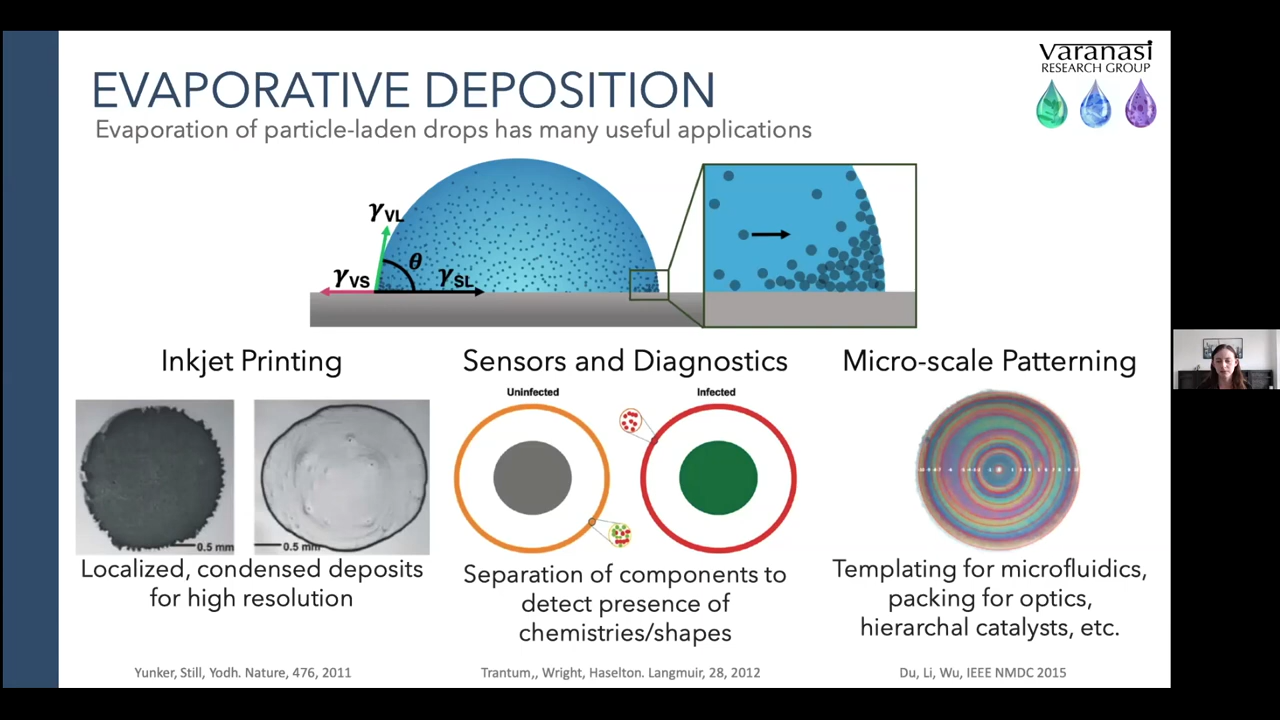 varanasi
RESEARCH GROUP
EVAPORATIVE DEPOSITION
Evaporation of particle-laden drops has many useful applications
γVL
θ
γVS
γSL
Inkjet Printing
Sensors and Diagnostics
Micro-scale Patterning
Uninfected
Infected
0.5 mm
0.5 mm
Localized, condensed deposits
for high resolution
Separation of components to
detect presence of
chemistries/shapes
Templating for microfluidics,
packing for optics,
hierarchal catalysts, etc.
Yunker, Still, Yodh. Nature, 476, 2011
Trantum,, Wright, Haselton. Langmuir, 28, 2012
Du, Li, Wu, IEEE NMDC 2015